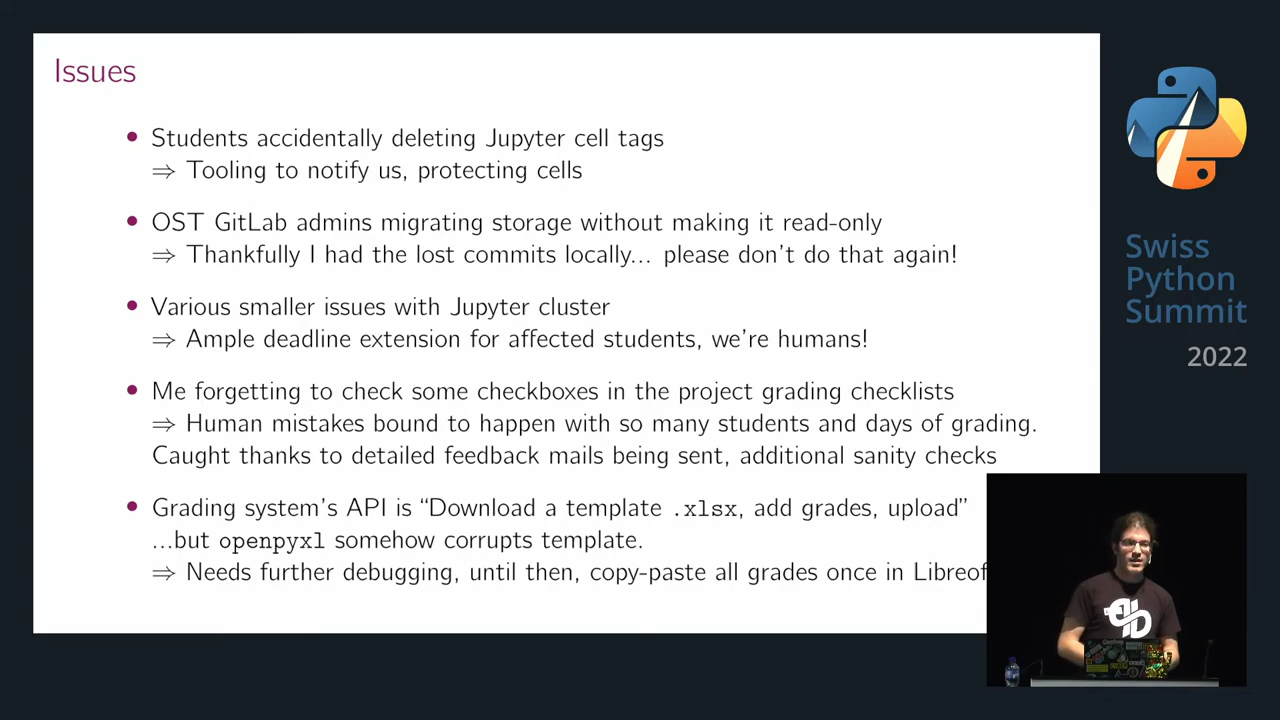 Issues
• Students accidentally deleting Jupyter cell tags
⇒ Tooling to notify us, protecting cells
• OST GitLab admins migrating storage without making it read-only
⇒ Thankfully I had the lost commits locally... please don't do that again!
• Various smaller issues with Jupyter cluster
⇒ Ample deadline extension for affected students, we're humans!
• Me forgetting to check some checkboxes in the project grading checklists
⇒ Human mistakes bound to happen with so many students and days of grading.
Caught thanks to detailed feedback mails being sent, additional sanity checks
• Grading system's API is “Download a template .xlsx, add grades, upload”
...but openpyxl somehow corrupts template.
⇒ Needs further debugging, until then, copy-paste all grades once in Libreof
Swiss
Python
Summit
2022